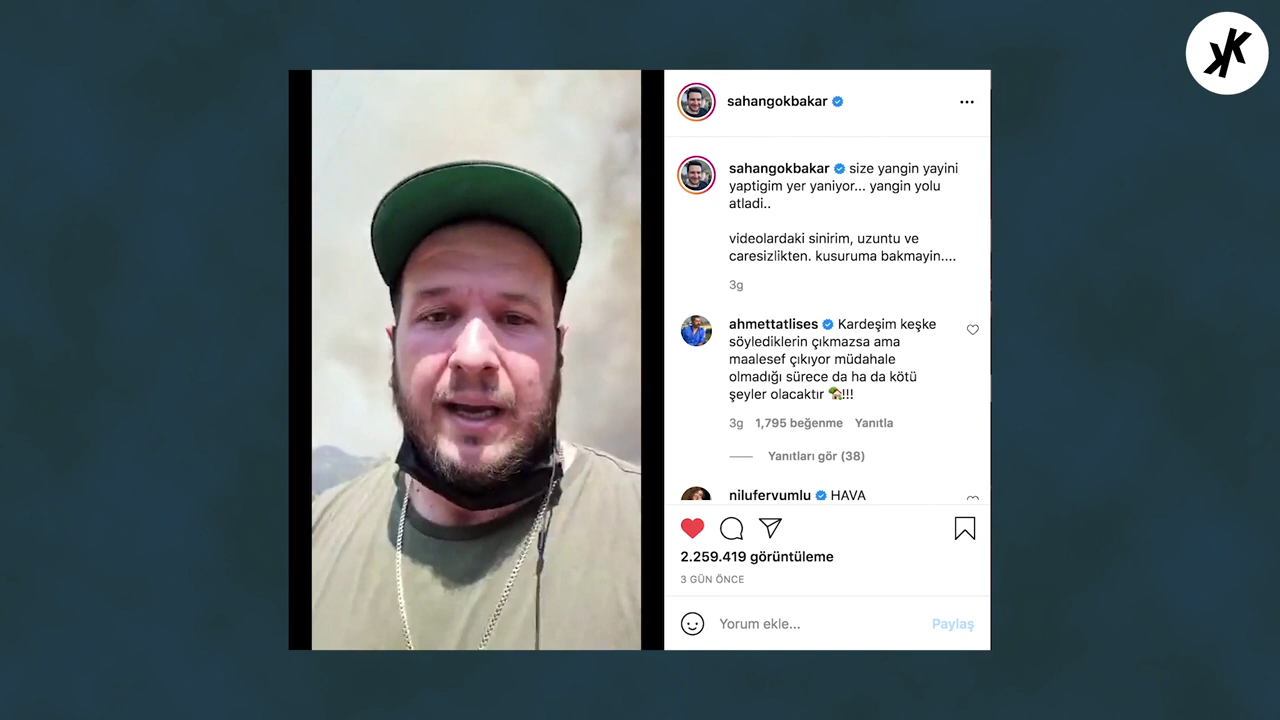 sahangokbakar
sahangokbakar size yangin yayini
yaptigim yer yaniyor... yangin yolu
atladi..
videolardaki sinirim, uzuntu ve
caresizlikten. kusuruma bakmayin....
3g
ahmettatlises Kardeşim keşke
söylediklerin çıkmazsa ama
maalesef çıkıyor müdahale
olmadığı sürece da ha da kötü
şeyler olacaktır 🏡!!!
3g 1,795 beğenme Yanıtla
Yanıtları gör (38)
nilufervumlu HAVA
2.259.419 görüntüleme
3 GÜN ÖNCE
Yorum ekle...
Paylaş